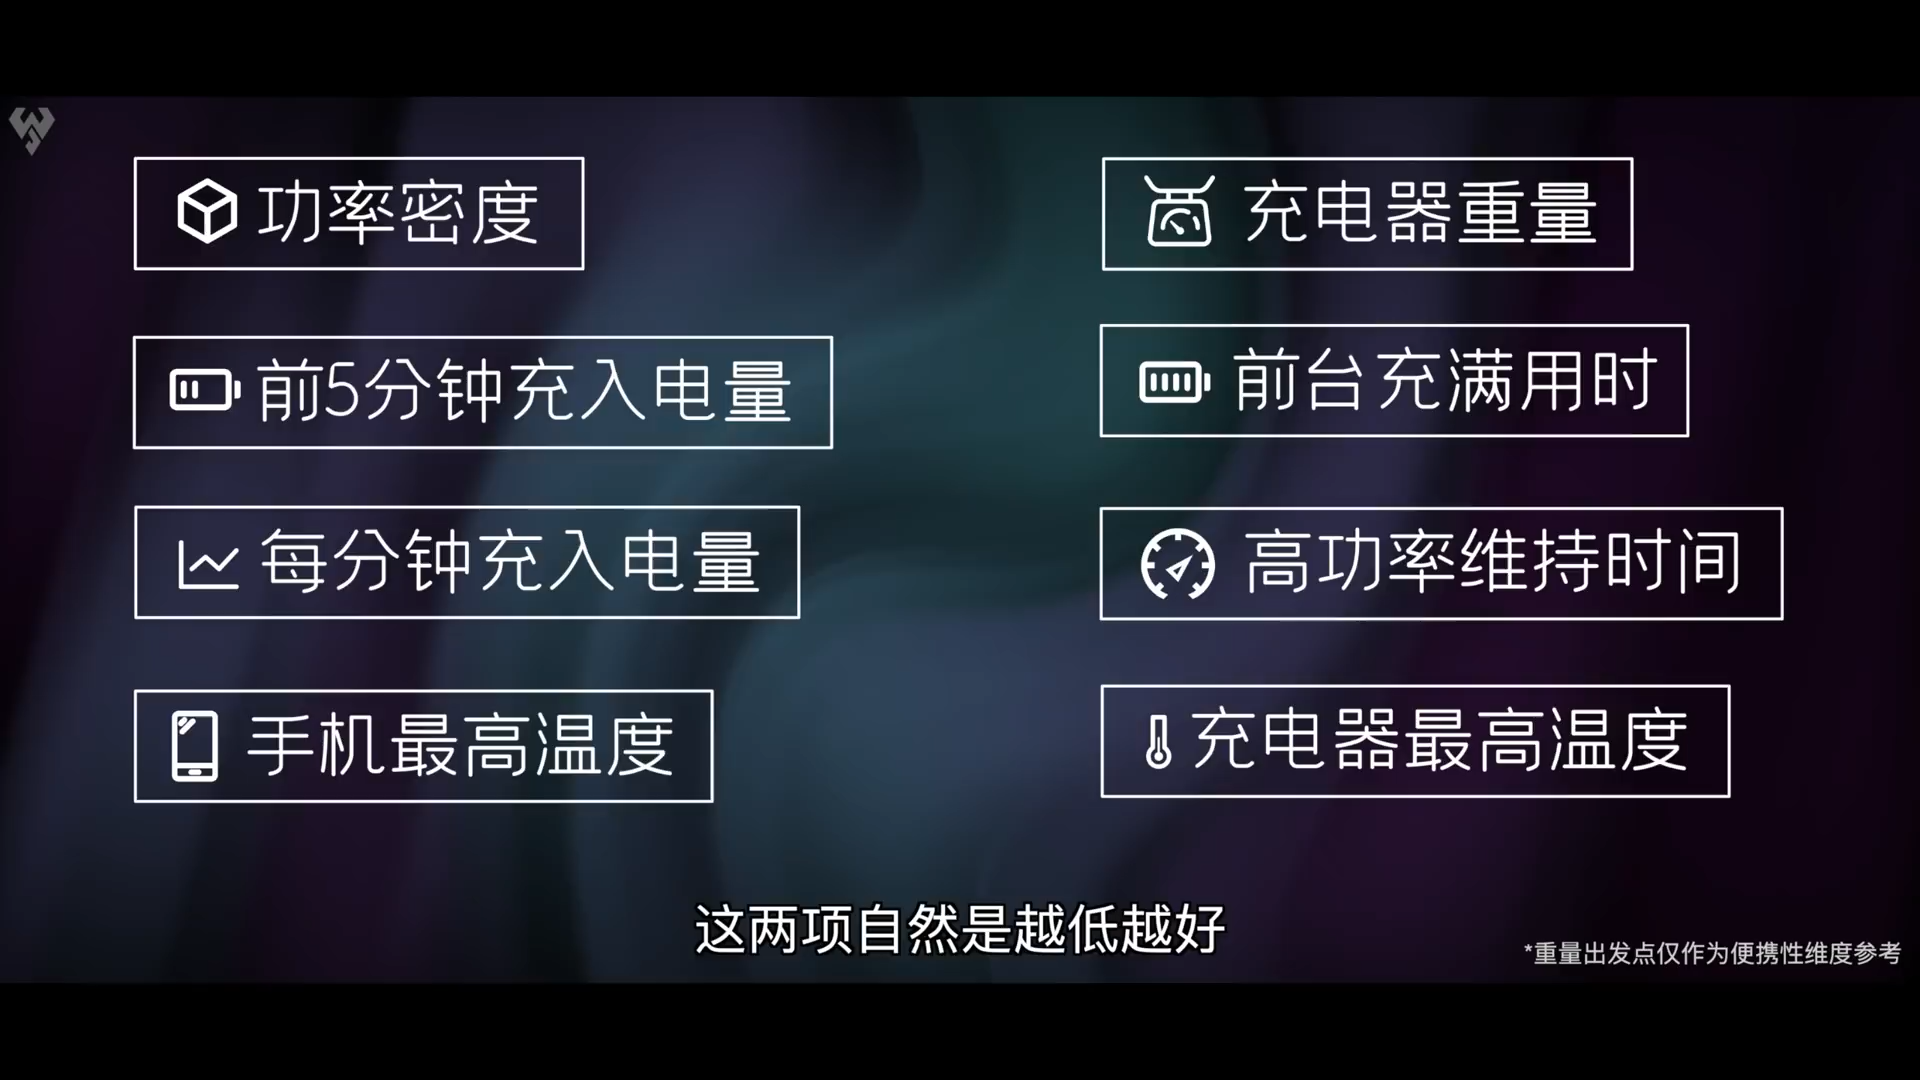 功率密度
充电器重量
前5分钟充入电量
前台充满用时
每分钟充入电量
高功率维持时间
手机最高温度
充电器最高温度
这两项自然是越低越好
*重量出发点仅作为便携性维度参考